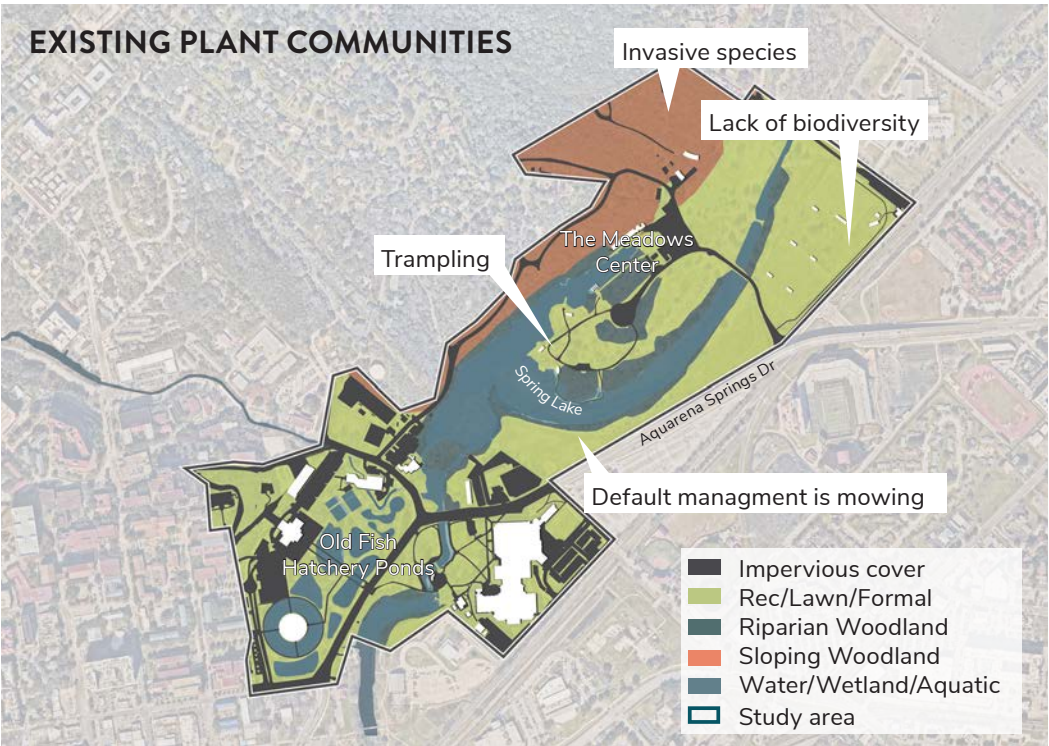 EXISTING PLANT COMMUNITIES
Invasive species
Lack of biodiversity
The Meadows
Center
Trampling
Spring Lake
Aquarena Springs Dr
Default managment is mowing
Old Fish
Hatchery Ponds
Impervious cover
Rec/Lawn/Formal
Riparian Woodland
Sloping Woodland
Water/Wetland/Aquatic
Study area